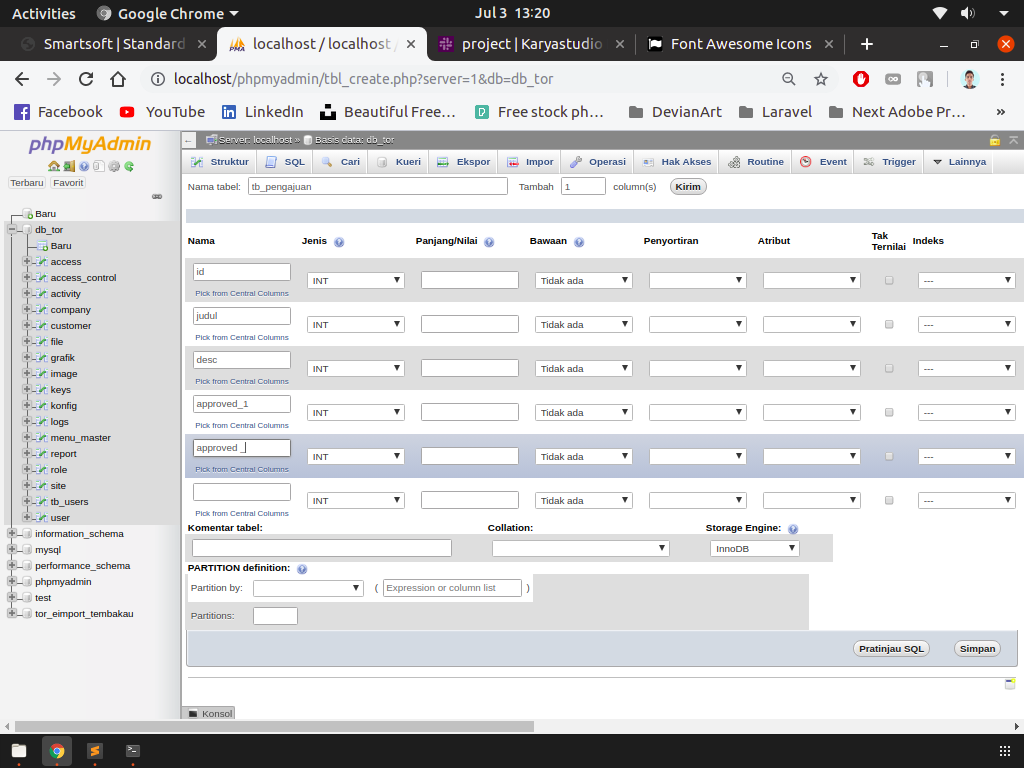 Activities Google Chrome Jul 3 13:20
Smartsoft | Standard localhost / localhost / project | Karyastudio Font Awesome Icons
localhost/phpmyadmin/tbl_create.php?server=1&db=db_tor
Facebook YouTube LinkedIn Beautiful Free… Free stock ph… DevianArt Laravel Next Adobe Pr… »
phpMyAdmin
Terbaru Favorit
Baru
db_tor
Baru
access
access_control
activity
company
customer
file
grafik
image
keys
konfig
logs
menu_master
report
role
site
tb_users
user
information_schema
mysql
performance_schema
phpmyadmin
test
tor_eimport_tembakau
Server: localhost » Basis data: db_tor
Struktur SQL Cari Kueri Ekspor Impor Operasi Hak Akses Routine Event Trigger Lainnya
Nama tabel: tb_pengajuan Tambah 1 column(s) Kirim
Nama Jenis Panjang/Nilai Bawaan Penyortiran Atribut Tak Ternilai Indeks
id INT Tidak ada ---
Pick from Central Columns
judul INT Tidak ada ---
Pick from Central Columns
desc INT Tidak ada ---
Pick from Central Columns
approved_1 INT Tidak ada ---
Pick from Central Columns
approved _ INT Tidak ada ---
Pick from Central Columns
INT Tidak ada ---
Pick from Central Columns
Komentar tabel: Collation: Storage Engine:
InnoDB
PARTITION definition:
Partition by: ( Expression or column list )
Partitions:
Pratinjau SQL Simpan
Konsol